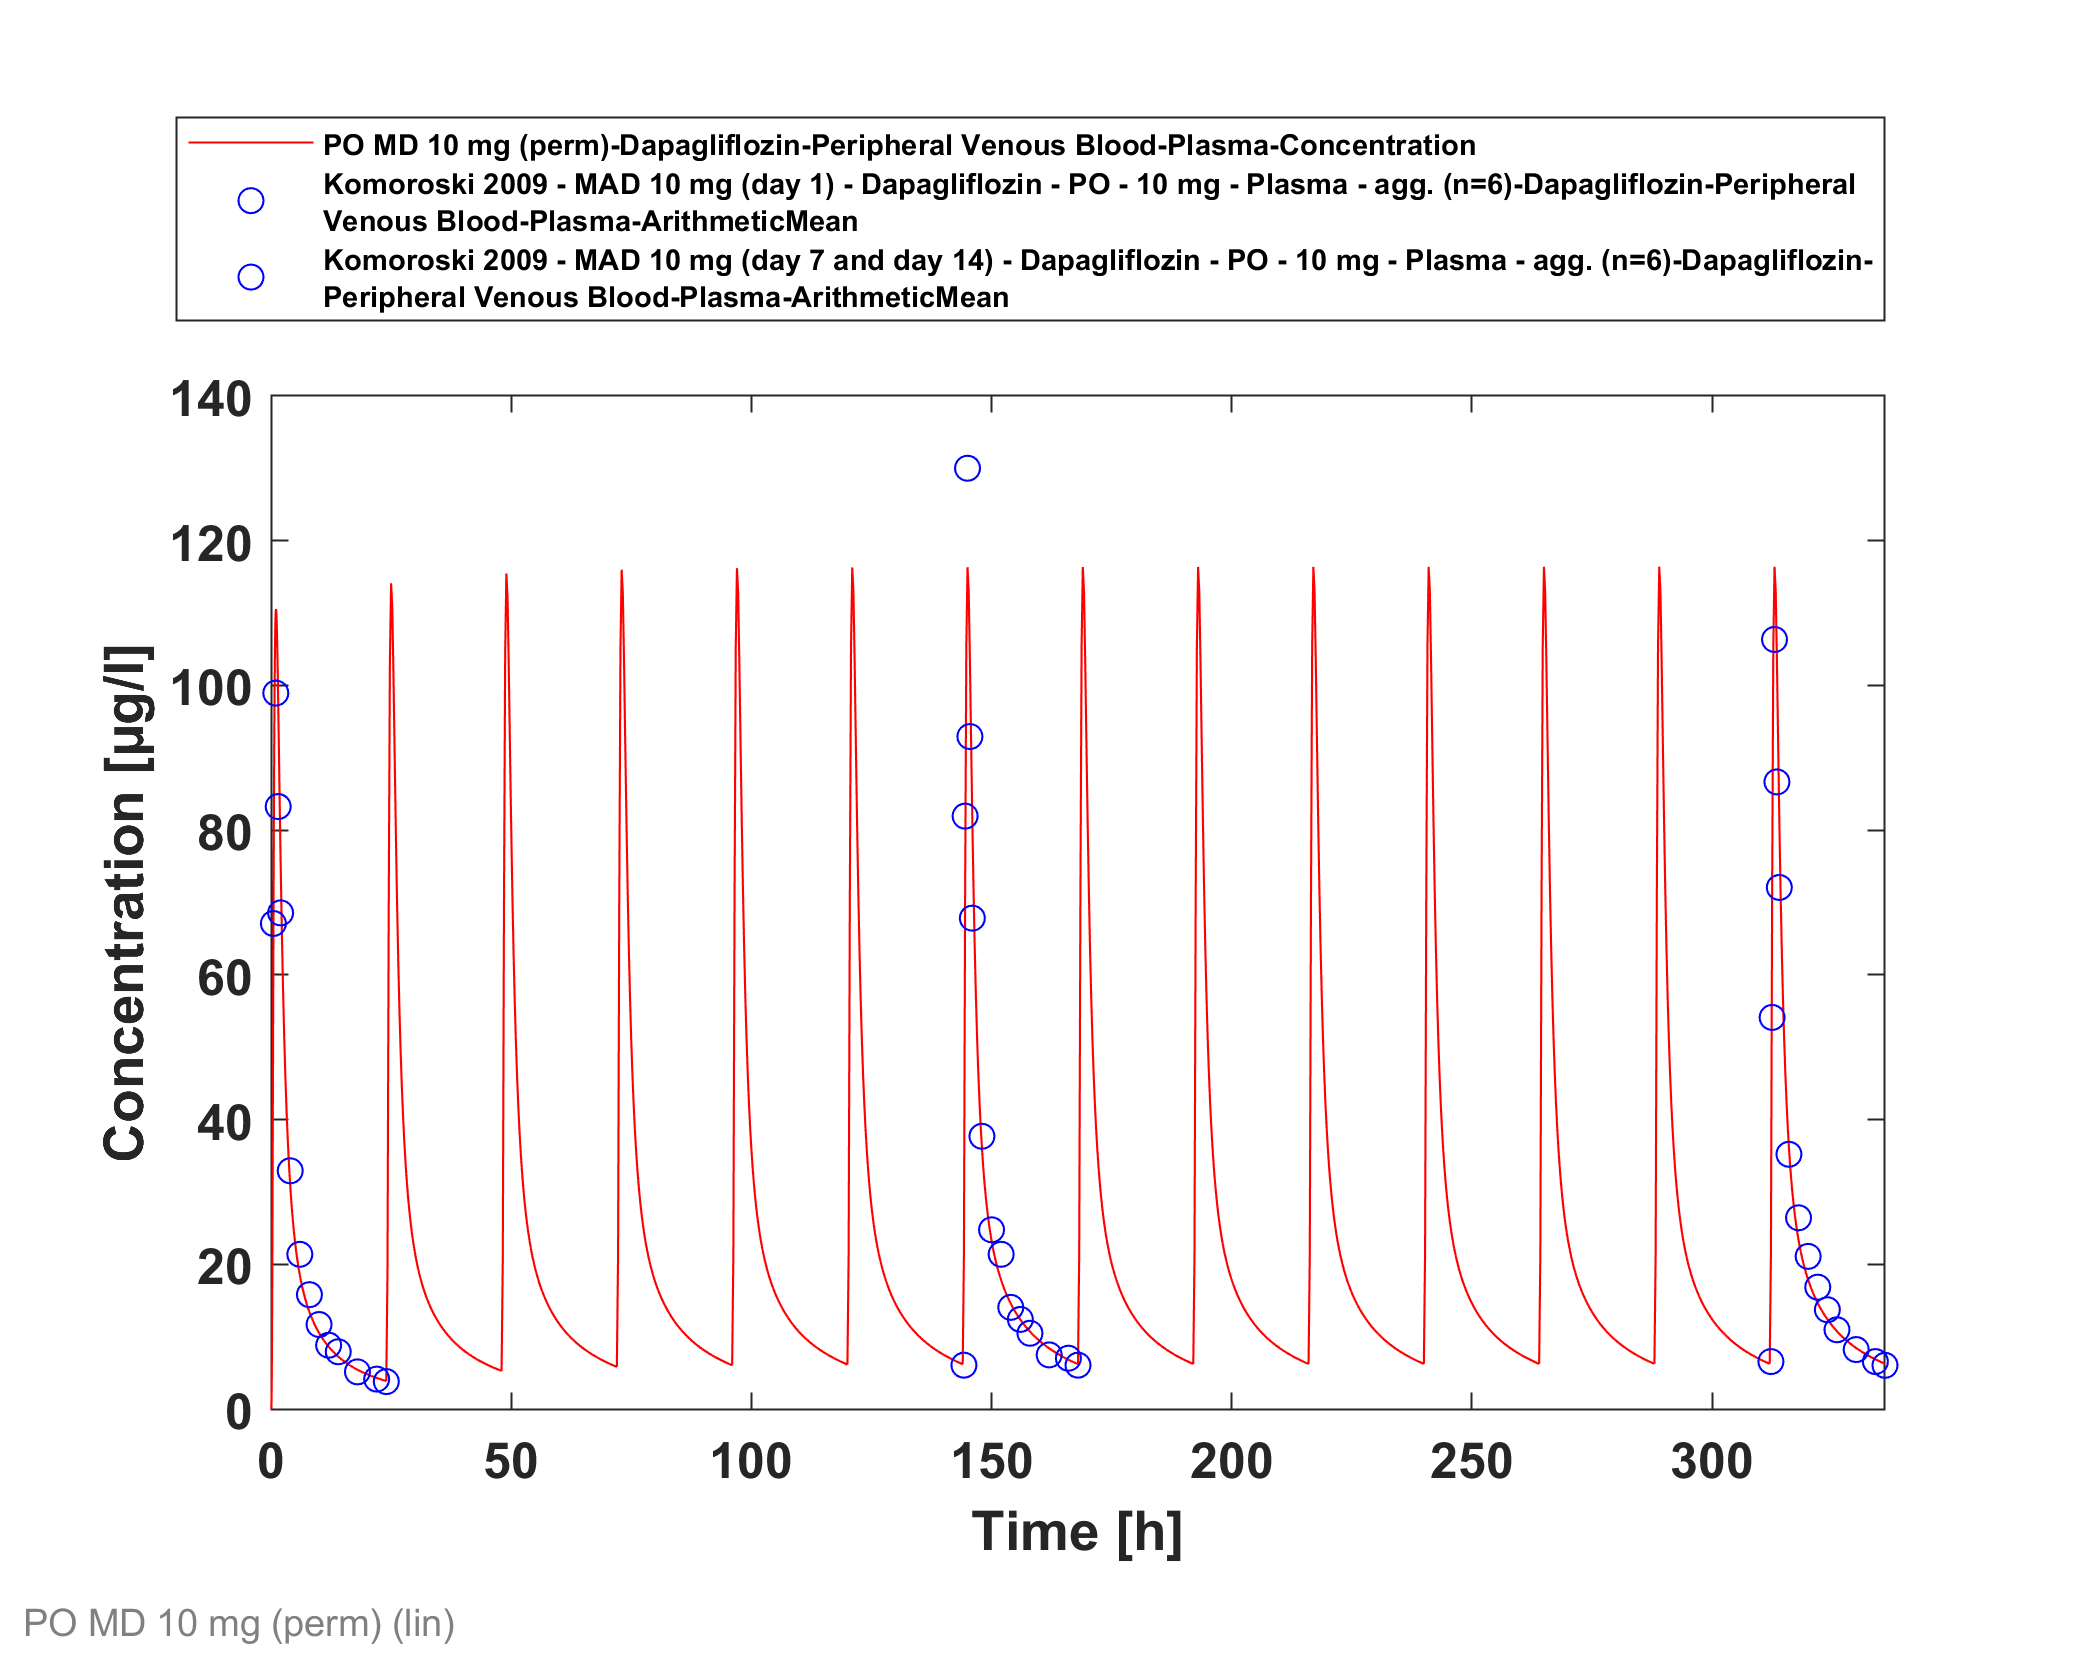 PO MD 10 mg (perm)-Dapagliflozin-Peripheral Venous Blood-Plasma-Concentration
Komoroski 2009 - MAD 10 mg (day 1) - Dapagliflozin - PO - 10 mg - Plasma - agg. (n=6)-Dapagliflozin-Peripheral
Venous Blood-Plasma-ArithmeticMean
Komoroski 2009 - MAD 10 mg (day 7 and day 14) - Dapagliflozin - PO - 10 mg - Plasma - agg. (n=6)-Dapagliflozin-
Peripheral Venous Blood-Plasma-ArithmeticMean
140
120
100
80
60
40
20
0
Concentration [µg/l]
0 50 100 150 200 250 300
Time [h]
PO MD 10 mg (perm) (lin)